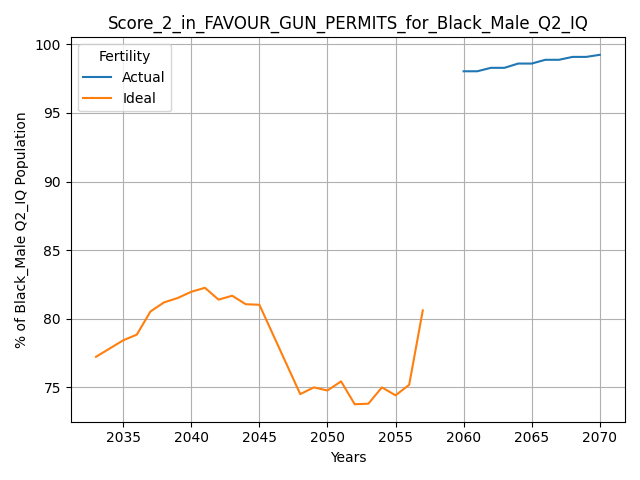 Score_2_in_FAVOUR_GUN_PERMITS_for_Black_Male_Q2_IQ
Fertility
Actual
Ideal
% of Black_Male Q2_IQ Population
100
95
90
85
80
75
2035 2040 2045 2050 2055 2060 2065 2070
Years